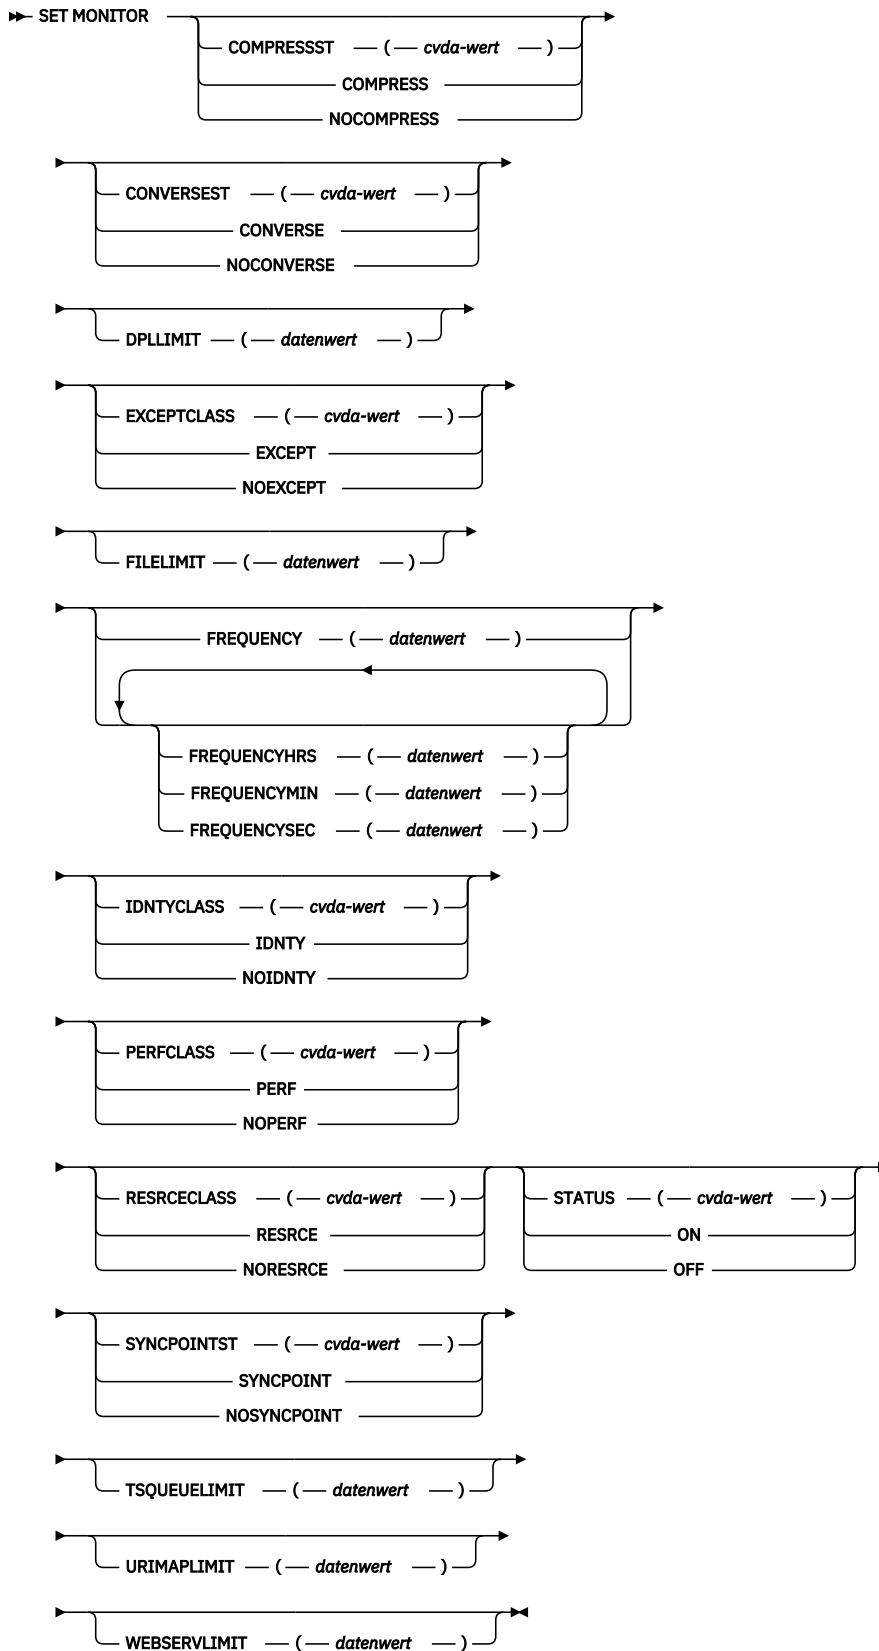 SET MONITOR
COMPRESSST ( cvda-wert )
COMPRESS
NOCOMPRESS
CONVERSEST ( cvda-wert )
CONVERSE
NOCONVERSE
DPLLIMIT ( datenwert )
EXCEPTCLASS ( cvda-wert )
EXCEPT
NOEXCEPT
FILELIMIT ( datenwert )
FREQUENCY ( datenwert )
FREQUENCYHRS ( datenwert )
FREQUENCYMIN ( datenwert )
FREQUENCYSEC ( datenwert )
IDNTYCLASS ( cvda-wert )
IDNTY
NOIDNTY
PERFCLASS ( cvda-wert )
PERF
NOPERF
RESRCECLASS ( cvda-wert ) STATUS ( cvda-wert )
RESRCE ON
NORESRCE OFF
SYNCPOINTST ( cvda-wert )
SYNCPOINT
NOSYNCPOINT
TSQUEUELIMIT ( datenwert )
URIMAPLIMIT ( datenwert )
WEBSERVLIMIT ( datenwert )